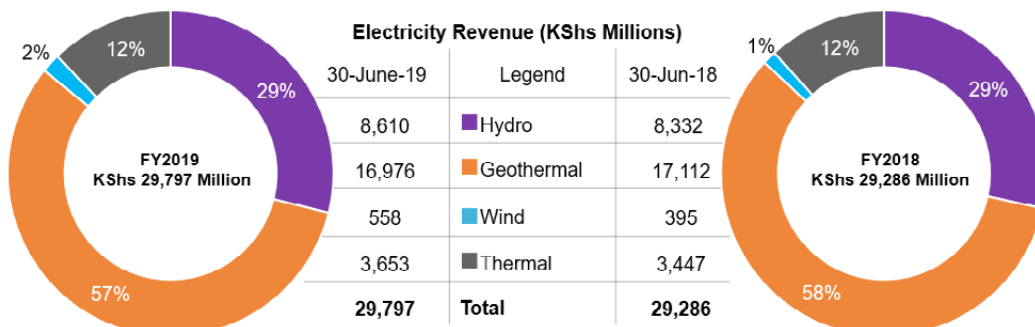 Electricity Revenue (KShs Millions)
2%
12%
29%
57%
FY2019
KShs 29,797 Million
30-June-19 Legend 30-Jun-18
8,610 Hydro 8,332
16,976 Geothermal 17,112
558 Wind 395
3,653 Thermal 3,447
29,797 Total 29,286
1%
12%
29%
58%
FY2018
KShs 29,286 Million